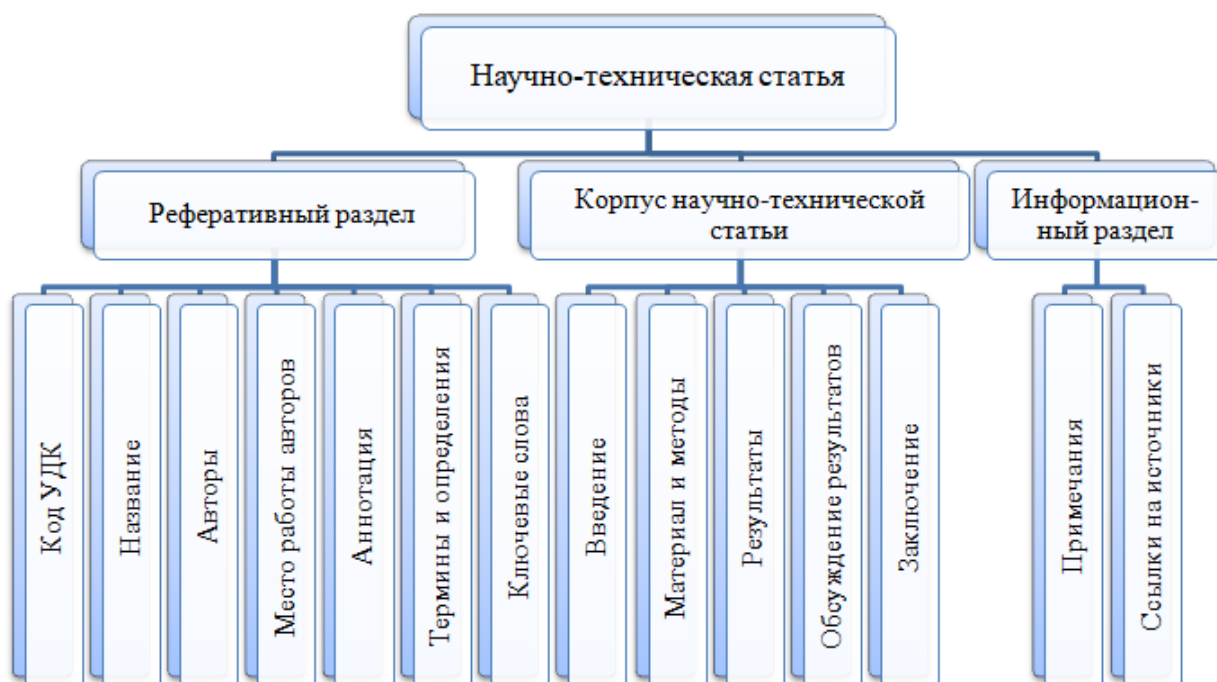 Научно-техническая статья
Реферативный раздел
Корпус научно-технической
статьи
Информацион-
ный раздел
Код УДК
Название
Авторы
Место работы авторов
Аннотация
Термины и определения
Ключевые слова
Введение
Материал и методы
Результаты
Обсуждение результатов
Заключение
Примечания
Ссылки на источники